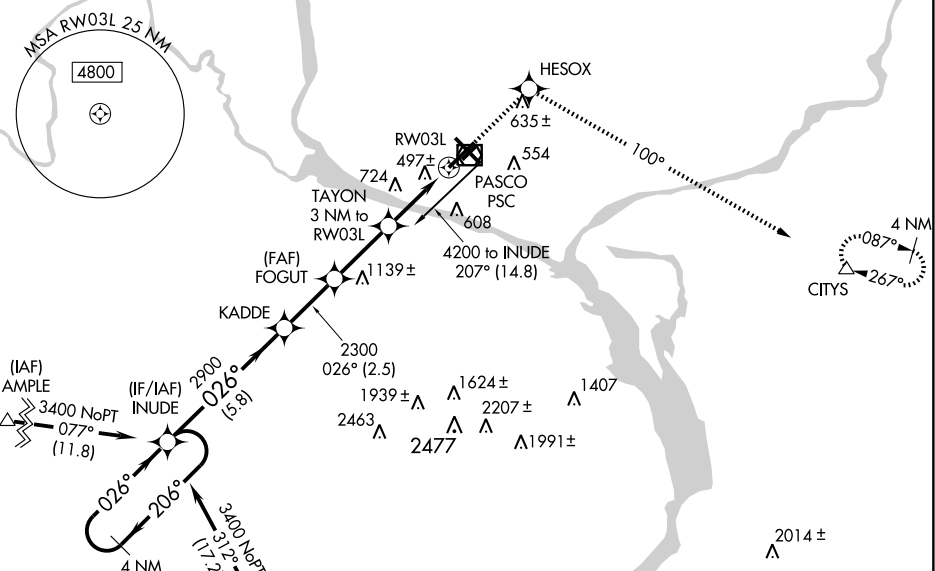 MSA RW03L 25 NM
4800
HESOX
635 ±
RW03L
497±
554
100°
724
PASCO
PSC
TAYON
3 NM to
RW03L
608
4 NM
087°
267°
CITYS
4200 to INUDE
207° (14.8)
(FAF)
FOGUT
1139 ±
KADDE
2300
026° (2.5)
2900
026°
(5.8)
(IAF)
AMPLE
(IF/IAF)
INUDE
3400 NoPT
077°
(11.8)
1939 ±
1624 ±
1407
2463
2477
2207 ±
1991±
026°
206°
4 NM
3400 NoPT
312°
(17.2
2014 ±